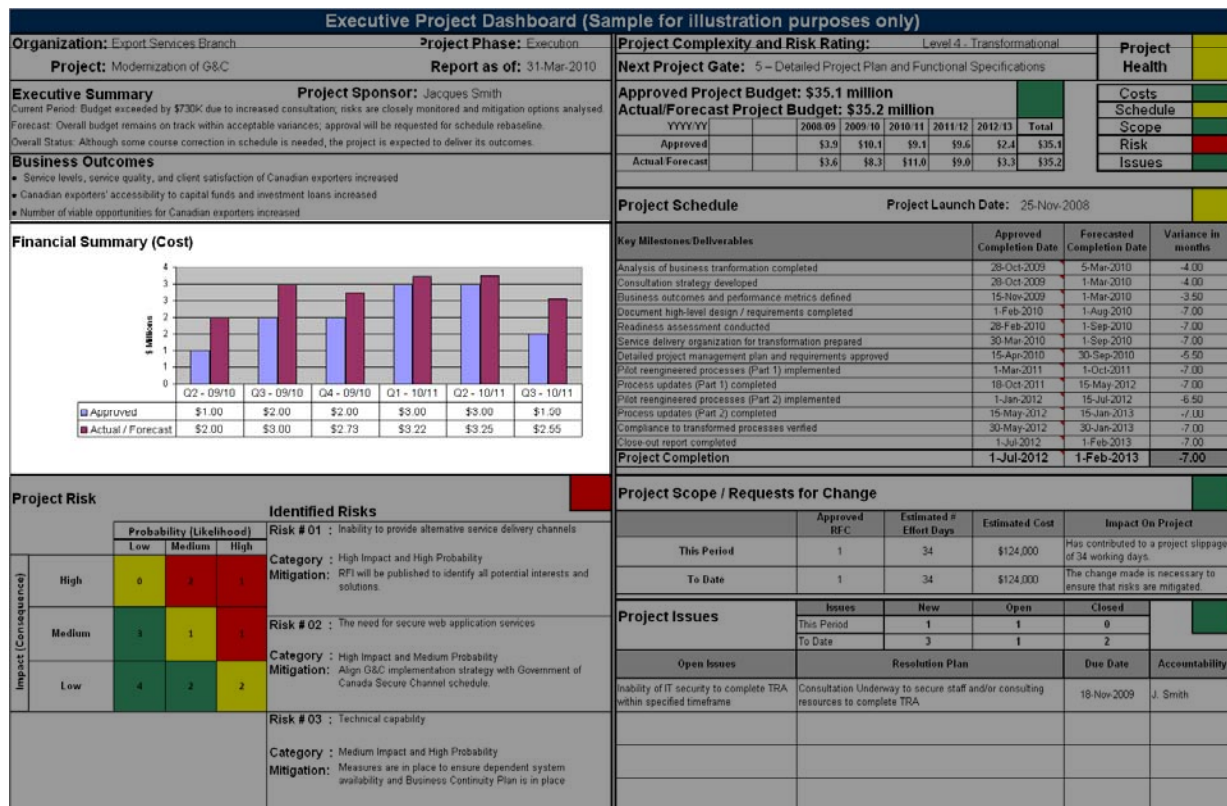 Executive Project Dashboard (Sample for illustration purposes only)
Organization: Export Services Branch Project Phase: Execution
Project: Modernization of G&C Report as of: 31-Mar-2010
Executive Summary Project Sponsor: Jacques Smith
Current Period: Budget exceeded by $730K due to increased consultation; risks are closely monitored and mitigation options analysed.
Forecast: Overall budget remains on track within acceptable variances; approval will be requested for schedule rebaseline.
Overall Status: Although some course correction in schedule is needed, the project is expected to deliver its outcomes.
Business Outcomes
• Service levels, service quality, and client satisfaction of Canadian exporters increased
• Canadian exporters' accessibility to capital funds and investment loans increased
• Number of viable opportunities for Canadian exporters increased
Project Complexity and Risk Rating: Level 4 - Transformational
Next Project Gate: 5 – Detailed Project Plan and Functional Specifications
Project Health
Costs
Schedule
Scope
Risk
Issues
Approved Project Budget: $35.1 million
Actual/Forecast Project Budget: $35.2 million
YYYY/YY 2008/09 2009/10 2010/11 2011/12 2012/13 Total
Approved $3.9 $10.1 $9.1 $9.6 $2.4 $35.1
Actual/Forecast $3.6 $8.3 $11.0 $9.0 $3.3 $35.2
Financial Summary (Cost)
$ Millions
4
3
3
2
2
1
1
0
Q2 - 09/10 Q3 - 09/10 Q4 - 09/10 Q1 - 10/11 Q2 - 10/11 Q3 - 10/11
Approved $1.00 $2.00 $2.00 $3.00 $3.00 $1.50
Actual / Forecast $2.00 $3.00 $2.73 $3.22 $3.25 $2.55
Project Schedule Project Launch Date: 25-Nov-2008
Key Milestones/Deliverables Approved Completion Date Forecasted Completion Date Variance in months
Analysis of business tranformation completed 28-Oct-2009 5-Mar-2010 -4.00
Consultation strategy developed 28-Oct-2009 1-Mar-2010 -4.00
Business outcomes and performance metrics defined 15-Nov-2009 1-Mar-2010 -3.50
Document high-level design / requirements completed 1-Feb-2010 1-Aug-2010 -7.00
Readiness assessment conducted 28-Feb-2010 1-Sep-2010 -7.00
Service delivery organization for transformation prepared 30-Mar-2010 1-Sep-2010 -7.00
Detailed project management plan and requirements approved 15-Apr-2010 30-Sep-2010 -5.50
Pilot reengineered processes (Part 1) implemented 1-Mar-2011 1-Oct-2011 -7.00
Process updates (Part 1) completed 18-Oct-2011 15-May-2012 -7.00
Pilot reengineered processes (Part 2) implemented 1-Jan-2012 15-Jul-2012 -6.50
Process updates (Part 2) completed 15-May-2012 15-Jan-2013 -7.00
Compliance to transformed processes verified 30-May-2012 30-Jan-2013 -7.00
Close-out report completed 1-Jul-2012 1-Feb-2013 -7.00
Project Completion 1-Jul-2012 1-Feb-2013 -7.00
Project Risk
Probability (Likelihood)
Low Medium High
Impact (Consequence)
High 0
Medium 3 1
Low 4 2 2
Identified Risks
Risk # 01 : Inability to provide alternative service delivery channels
Category : High Impact and High Probability
Mitigation: RFI will be published to identify all potential interests and
solutions.
Risk # 02 : The need for secure web application services
Category : High Impact and Medium Probability
Mitigation: Align G&C implementation strategy with Government of
Canada Secure Channel schedule.
Risk # 03 : Technical capability
Category : Medium Impact and High Probability
Mitigation: Measures are in place to ensure dependent system
availability and Business Continuity Plan is in place
Project Scope / Requests for Change
Approved RFC Estimated # Effort Days Estimated Cost Impact On Project
This Period 1 34 $124,000 Has contributed to a project slippage of 34 working days.
To Date 1 34 $124,000 The change made is necessary to ensure that risks are mitigated.
Project Issues
Issues New Open Closed
This Period 1 1 0
To Date 3 1 2
Open Issues Resolution Plan Due Date Accountability
Inability of IT security to complete TRA within specified timeframe Consultation Underway to secure staff and/or consulting resources to complete TRA 18-Nov-2009 J. Smith